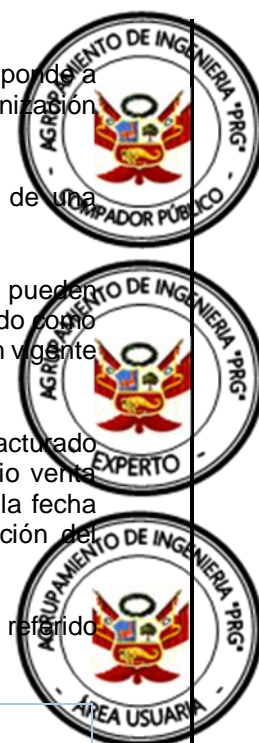 ponde a
nización
de una
pueden
do como
n vigente
acturado
io venta
la fecha
ción del
referido
AGRUPAMIENTO DE INGENIERIA "PRG"
- COMPADOR PÚBLICO -
AGRUPAMIENTO DE INGENIERIA "PRG"
EXPERTO -
AGRUPAMIENTO DE INGENIERIA "PRG"
- ÁREA USUARIA -